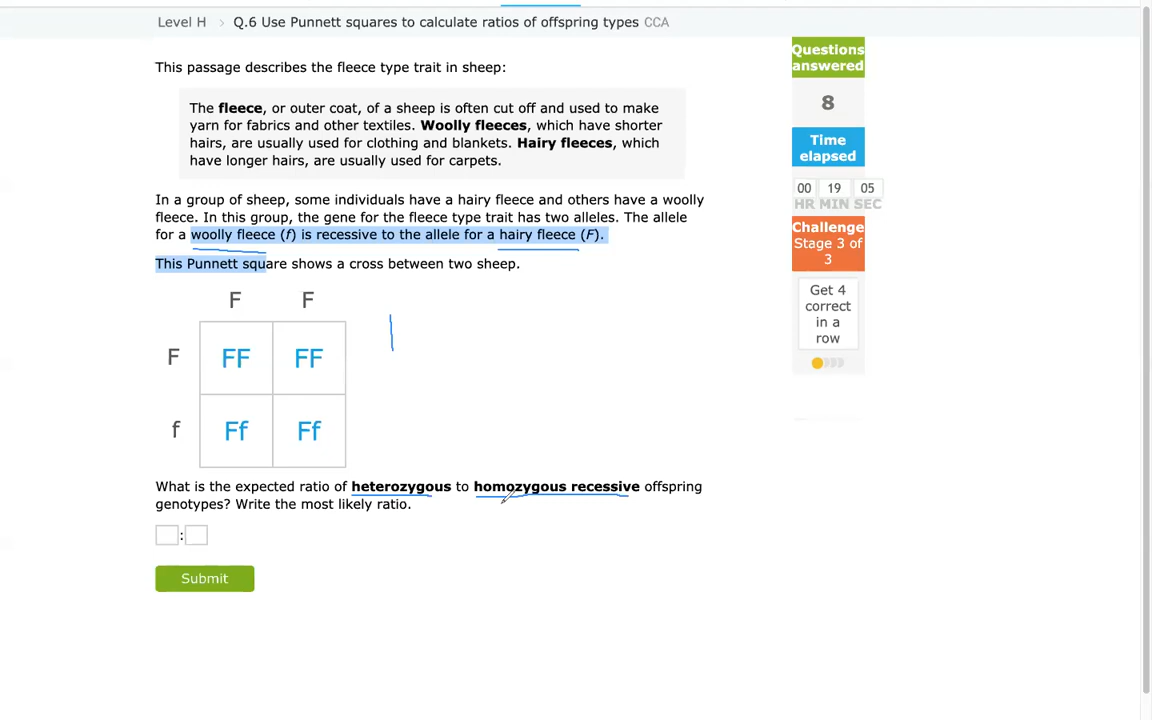 Level H > Q.6 Use Punnett squares to calculate ratios of offspring types CCA
This passage describes the fleece type trait in sheep:
The fleece, or outer coat, of a sheep is often cut off and used to make
yarn for fabrics and other textiles. Woolly fleeces, which have shorter
hairs, are usually used for clothing and blankets. Hairy fleeces, which
have longer hairs, are usually used for carpets.
In a group of sheep, some individuals have a hairy fleece and others have a woolly
fleece. In this group, the gene for the fleece type trait has two alleles. The allele
for a woolly fleece (f) is recessive to the allele for a hairy fleece (F).
This Punnett square shows a cross between two sheep.
F F
F FF FF
f Ff Ff
What is the expected ratio of heterozygous to homozygous recessive offspring
genotypes? Write the most likely ratio.
:
Submit
Questions
answered
8
Time
elapsed
00 19 05
HR MIN SEC
Challenge
Stage 3 of
3
Get 4
correct
in a
row